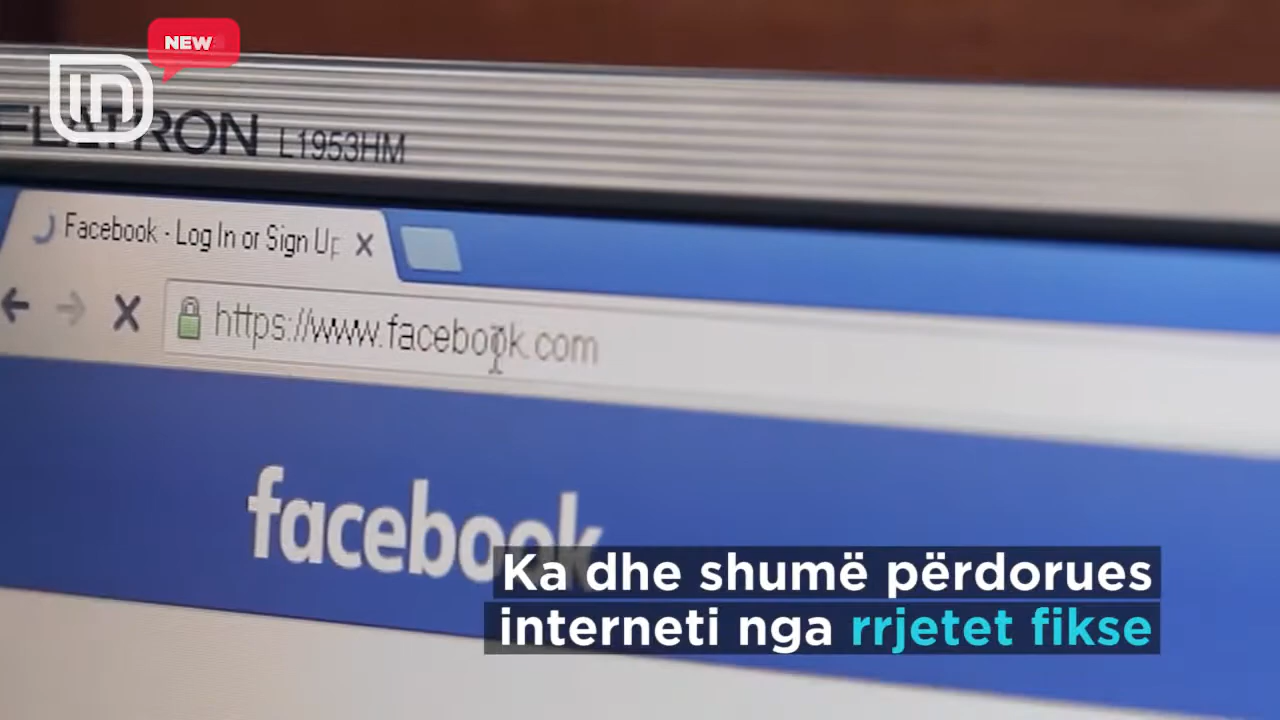 NEW
IN
FLATRON L1953HM
Facebook - Log In or Sign Up
https://www.facebook.com
facebook
Ka dhe shumë përdorues
interneti nga rrjetet fikse